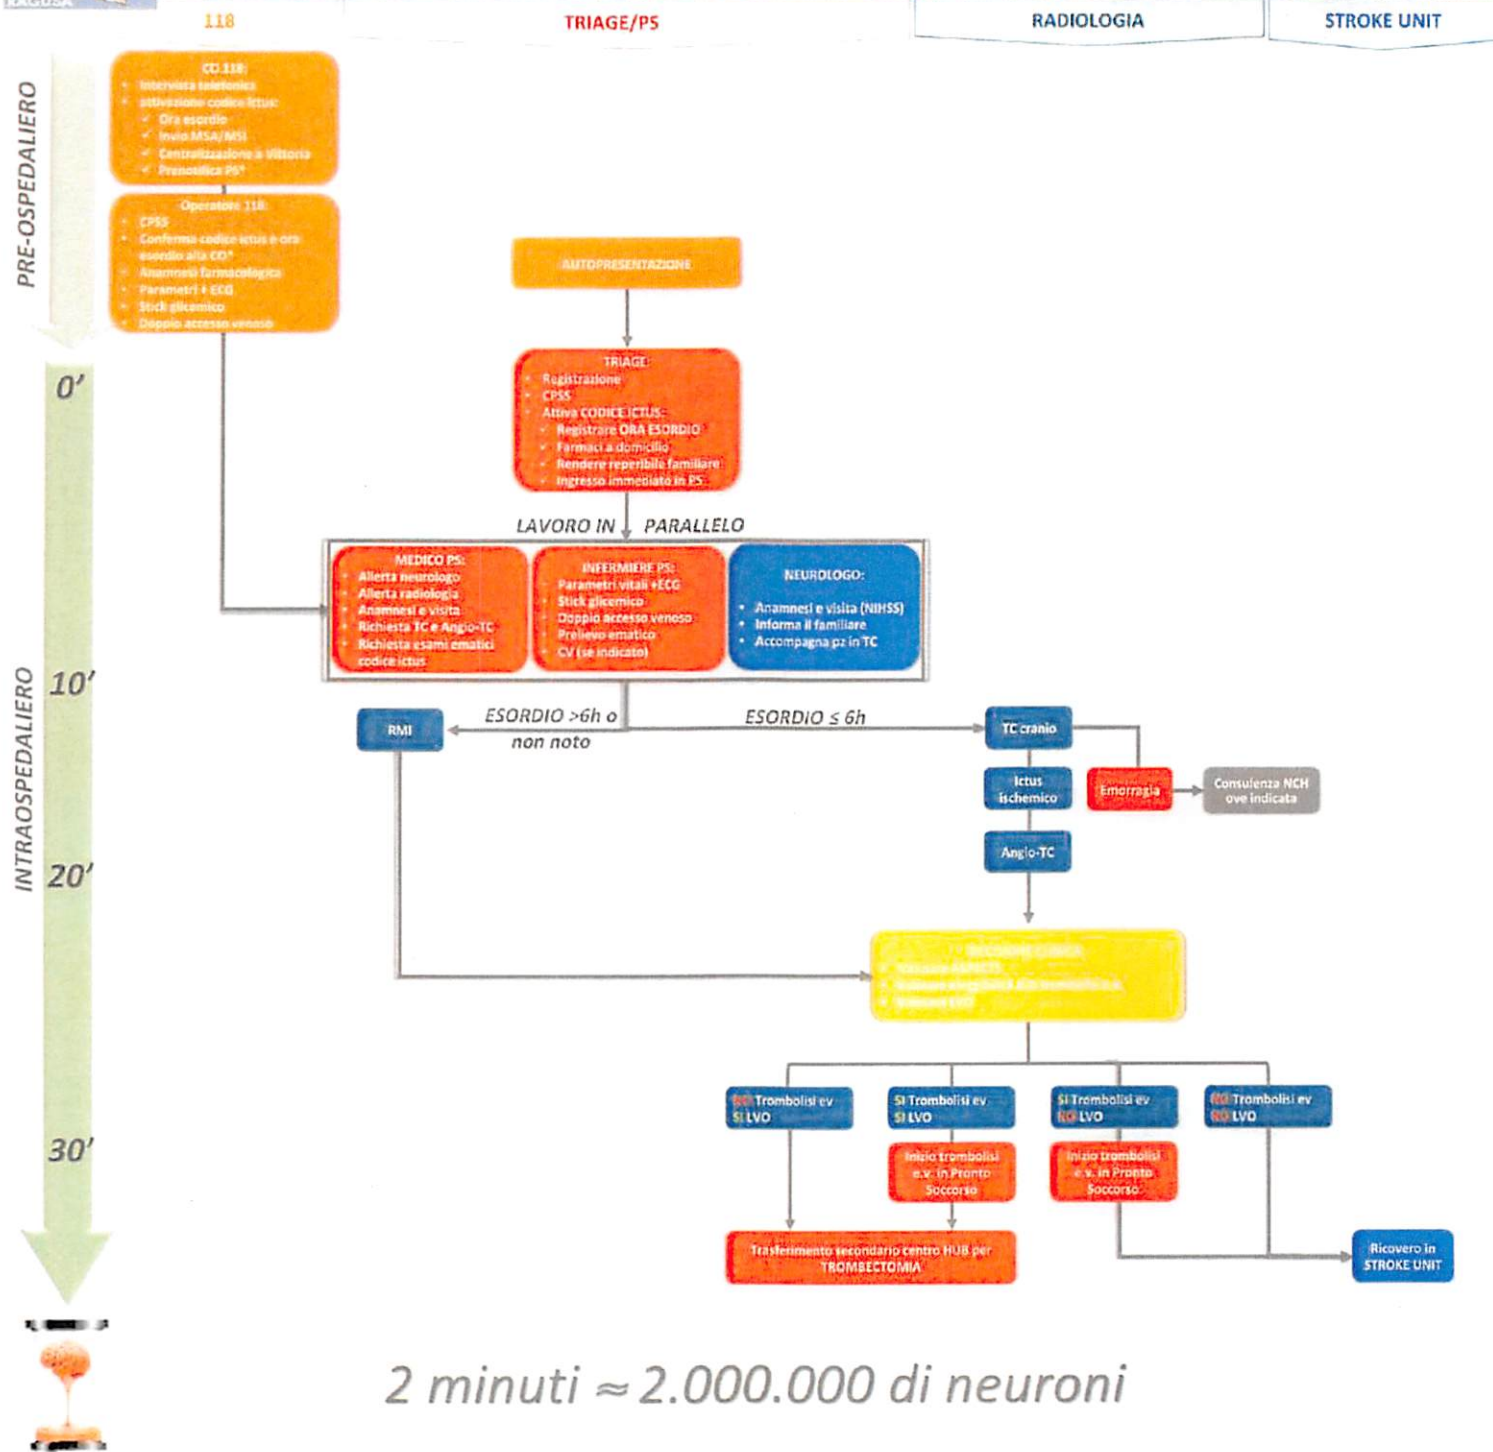 RAGUSA
118
TRIAGE/PS
RADIOLOGIA
STROKE UNIT
PRE-OSPEDALIERO
CO 118:
Intervista telefonica
attivazione codice ictus:
✓ Ora esordio
✓ Invio MSA/MSI
✓ Centralizzazione a Vittoria
✓ Prenotifica PS*
Operatore 118:
• CPSS
• Conferma codice ictus e ora
esordio alla CO*
• Anamnesi farmacologica
• Parametri + ECG
• Stick glicemico
• Doppio accesso venoso
AUTOPRESENTAZIONE
INTRAOSPEDALIERO
0'
10'
20'
30'
TRIAGE
• Registrazione
• CPSS
• Attiva CODICE ICTUS:
✓ Registrare ORA ESORDIO
✓ Farmaci a domicilio
✓ Rendere reperibile familiare
✓ Ingresso immediato in PS
LAVORO IN PARALLELO
MEDICO PS:
• Allerta neurologo
• Allerta radiologia
• Anamnesi e visita
• Richiesta TC e Angio-TC
• Richiesta esami ematici
codice ictus
INFERMIERE PS:
• Parametri vitali +ECG
• Stick glicemico
• Doppio accesso venoso
• Prelievo ematico
• CV (se indicato)
NEUROLOGO:
• Anamnesi e visita (NIHSS)
• Informa il familiare
• Accompagna pz in TC
ESORDIO >6h o
non noto
ESORDIO ≤ 6h
RMI
TC cranio
Ictus
ischemico
Emorragia
Consulenza NCH
ove indicata
Angio-TC
NO Trombolisi ev
SI LVO
SI Trombolisi ev
SI LVO
SI Trombolisi ev
NO LVO
NO Trombolisi ev
NO LVO
Inizio trombolisi
e.v. in Pronto
Soccorso
Inizio trombolisi
e.v. in Pronto
Soccorso
Trasferimento secondario centro HUB per
TROMBECTOMIA
Ricovero in
STROKE UNIT
2 minuti ≈ 2.000.000 di neuroni